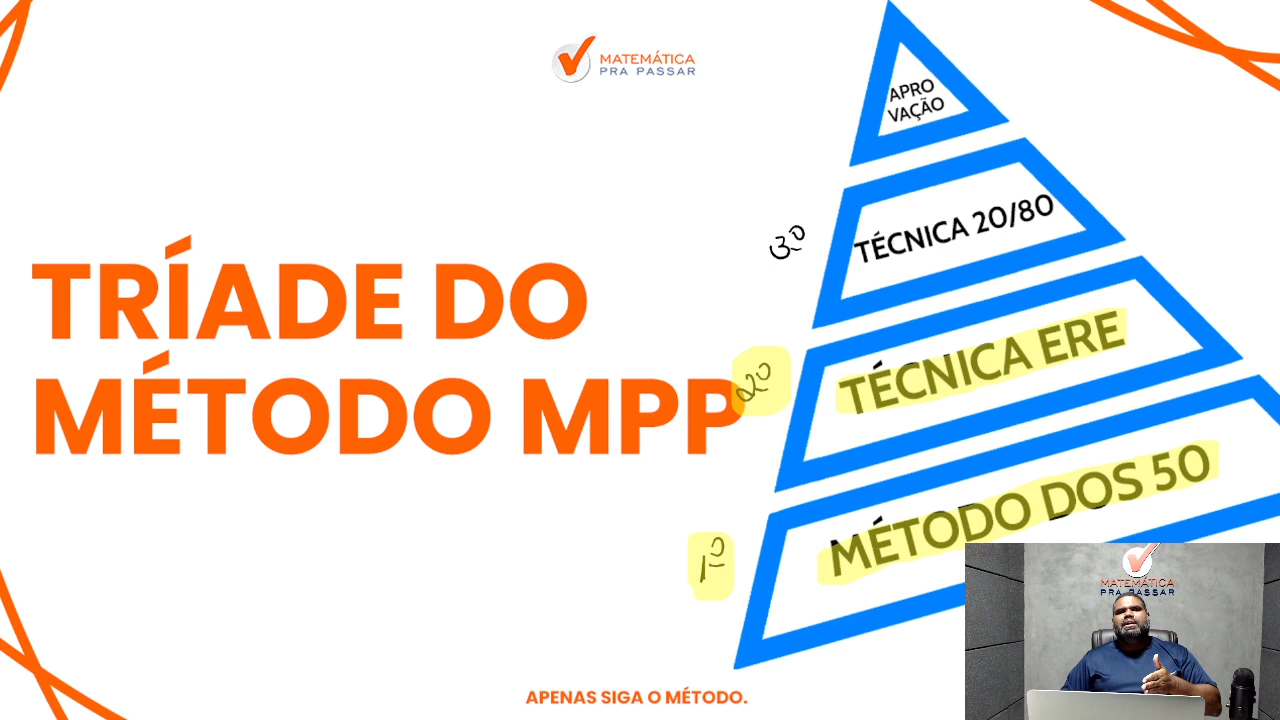 MATEMÁTICA
PRA PASSAR
TRÍADE DO
MÉTODO MPP
APRO
VAÇÃO
3º
TÉCNICA 20/80
2º
TÉCNICA ERE
1º
MÉTODO DOS 50
MATEMÁTICA
PRA PASSAR
APENAS SIGA O MÉTODO.